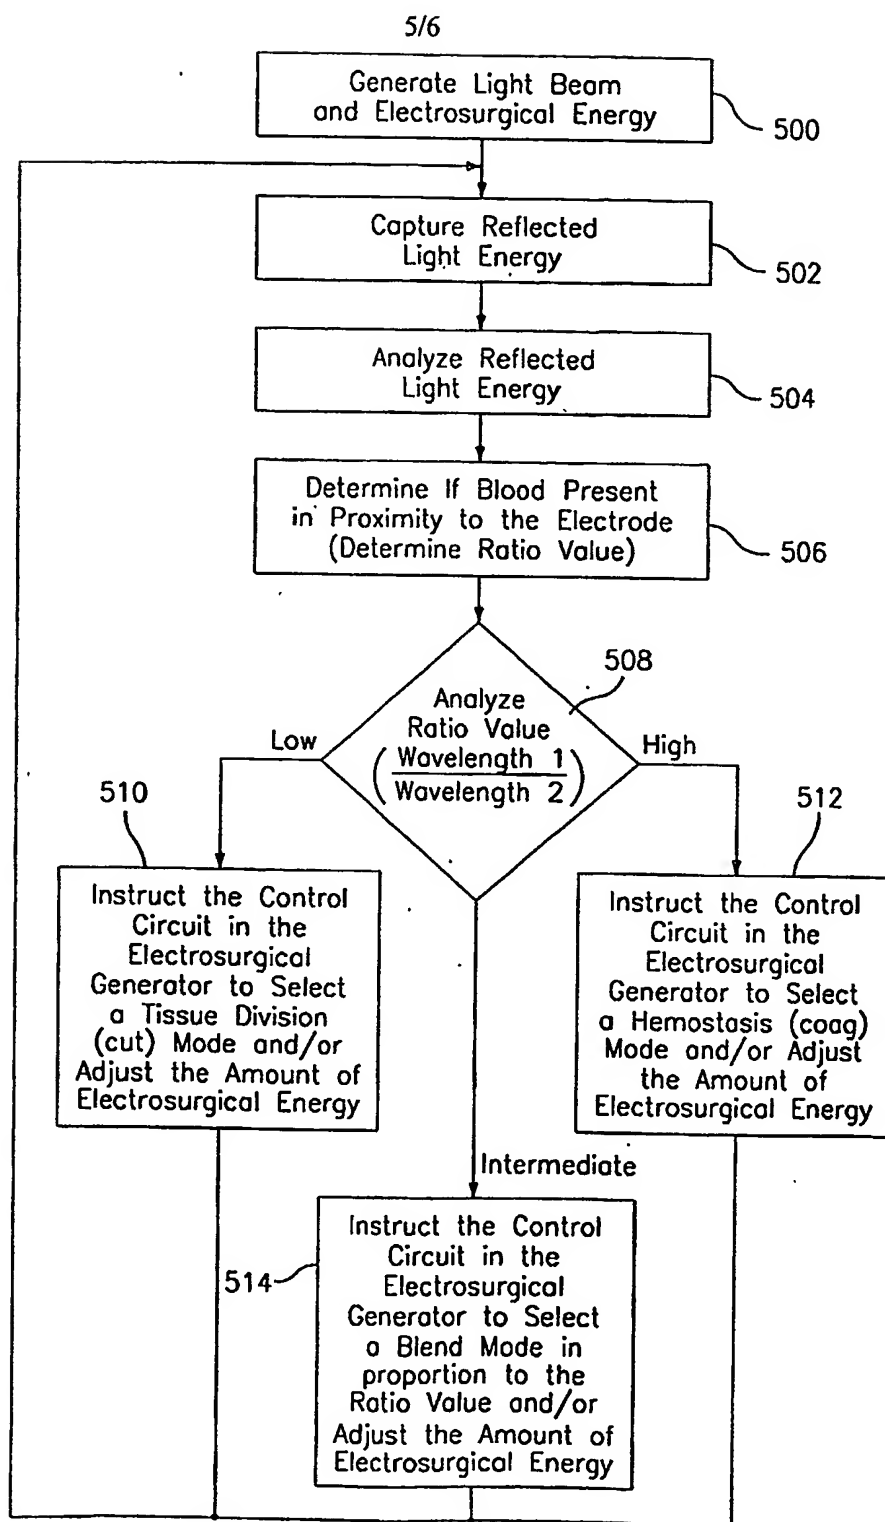 5/6
Generate Light Beam
and Electrosurgical Energy
500
Capture Reflected
Light Energy
502
Analyze Reflected
Light Energy
504
Determine If Blood Present
in Proximity to the Electrode
(Determine Ratio Value)
506
508
Analyze
Ratio Value
(Wavelength 1
Wavelength 2)
Low
High
510
Instruct the Control
Circuit in the
Electrosurgical
Generator to Select
a Tissue Division
(cut) Mode and/or
Adjust the Amount of
Electrosurgical Energy
512
Instruct the Control
Circuit in the
Electrosurgical
Generator to Select
a Hemostasis (coag)
Mode and/or Adjust
the Amount of
Electrosurgical Energy
Intermediate
514
Instruct the Control
Circuit in the
Electrosurgical
Generator to Select
a Blend Mode in
proportion to the
Ratio Value and/or
Adjust the Amount of
Electrosurgical Energy